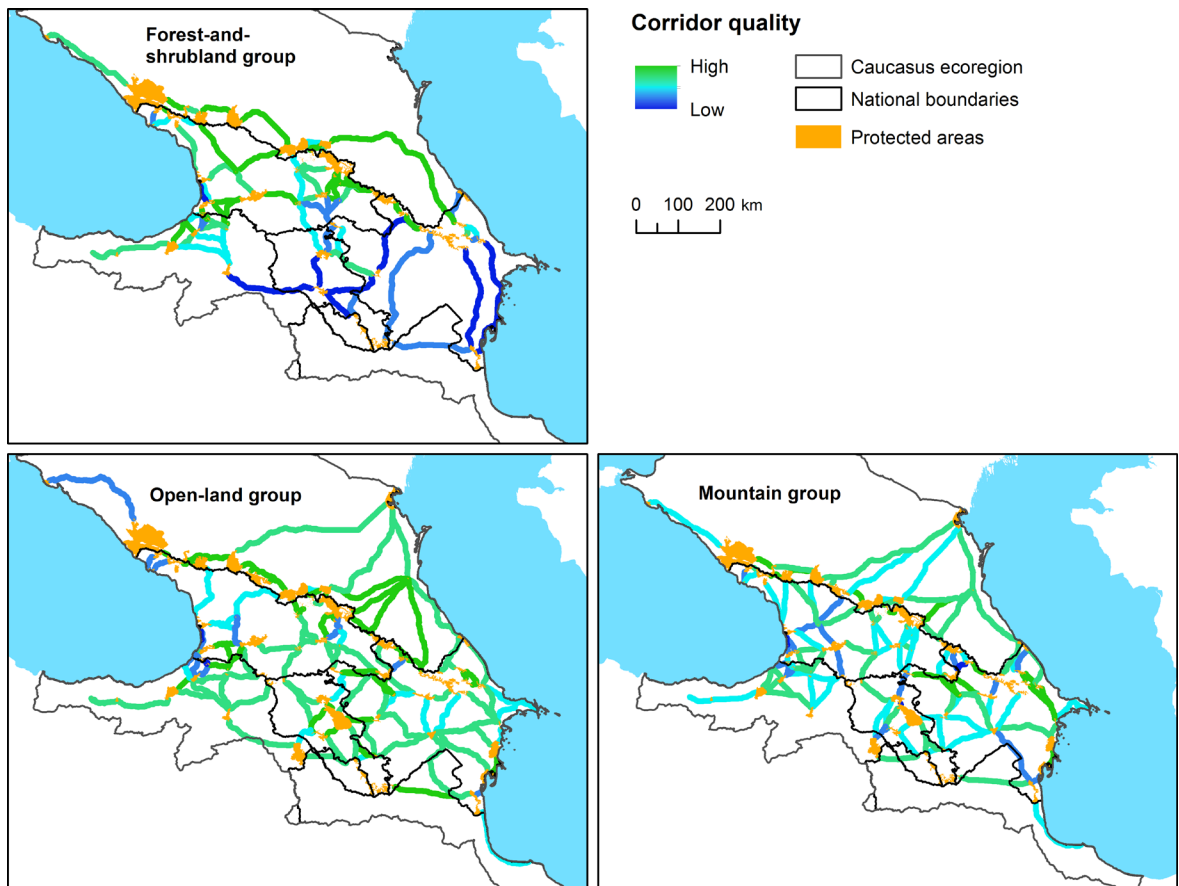 Forest-and-
shrubland group
Corridor quality
High
Low
Caucasus ecoregion
National boundaries
Protected areas
0 100 200 km
Open-land group
Mountain group